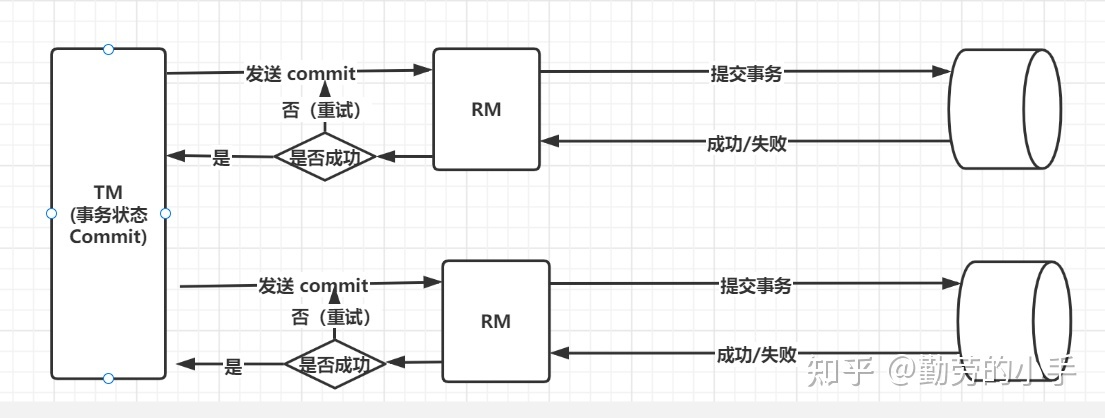 发送 commit
RM
提交事务
否（重试）
是否成功
是
成功/失败
TM
(事务状态
Commit)
发送 commit
RM
提交事务
否（重试）
是否成功
是
成功/失败
知乎 @勤劳的小手